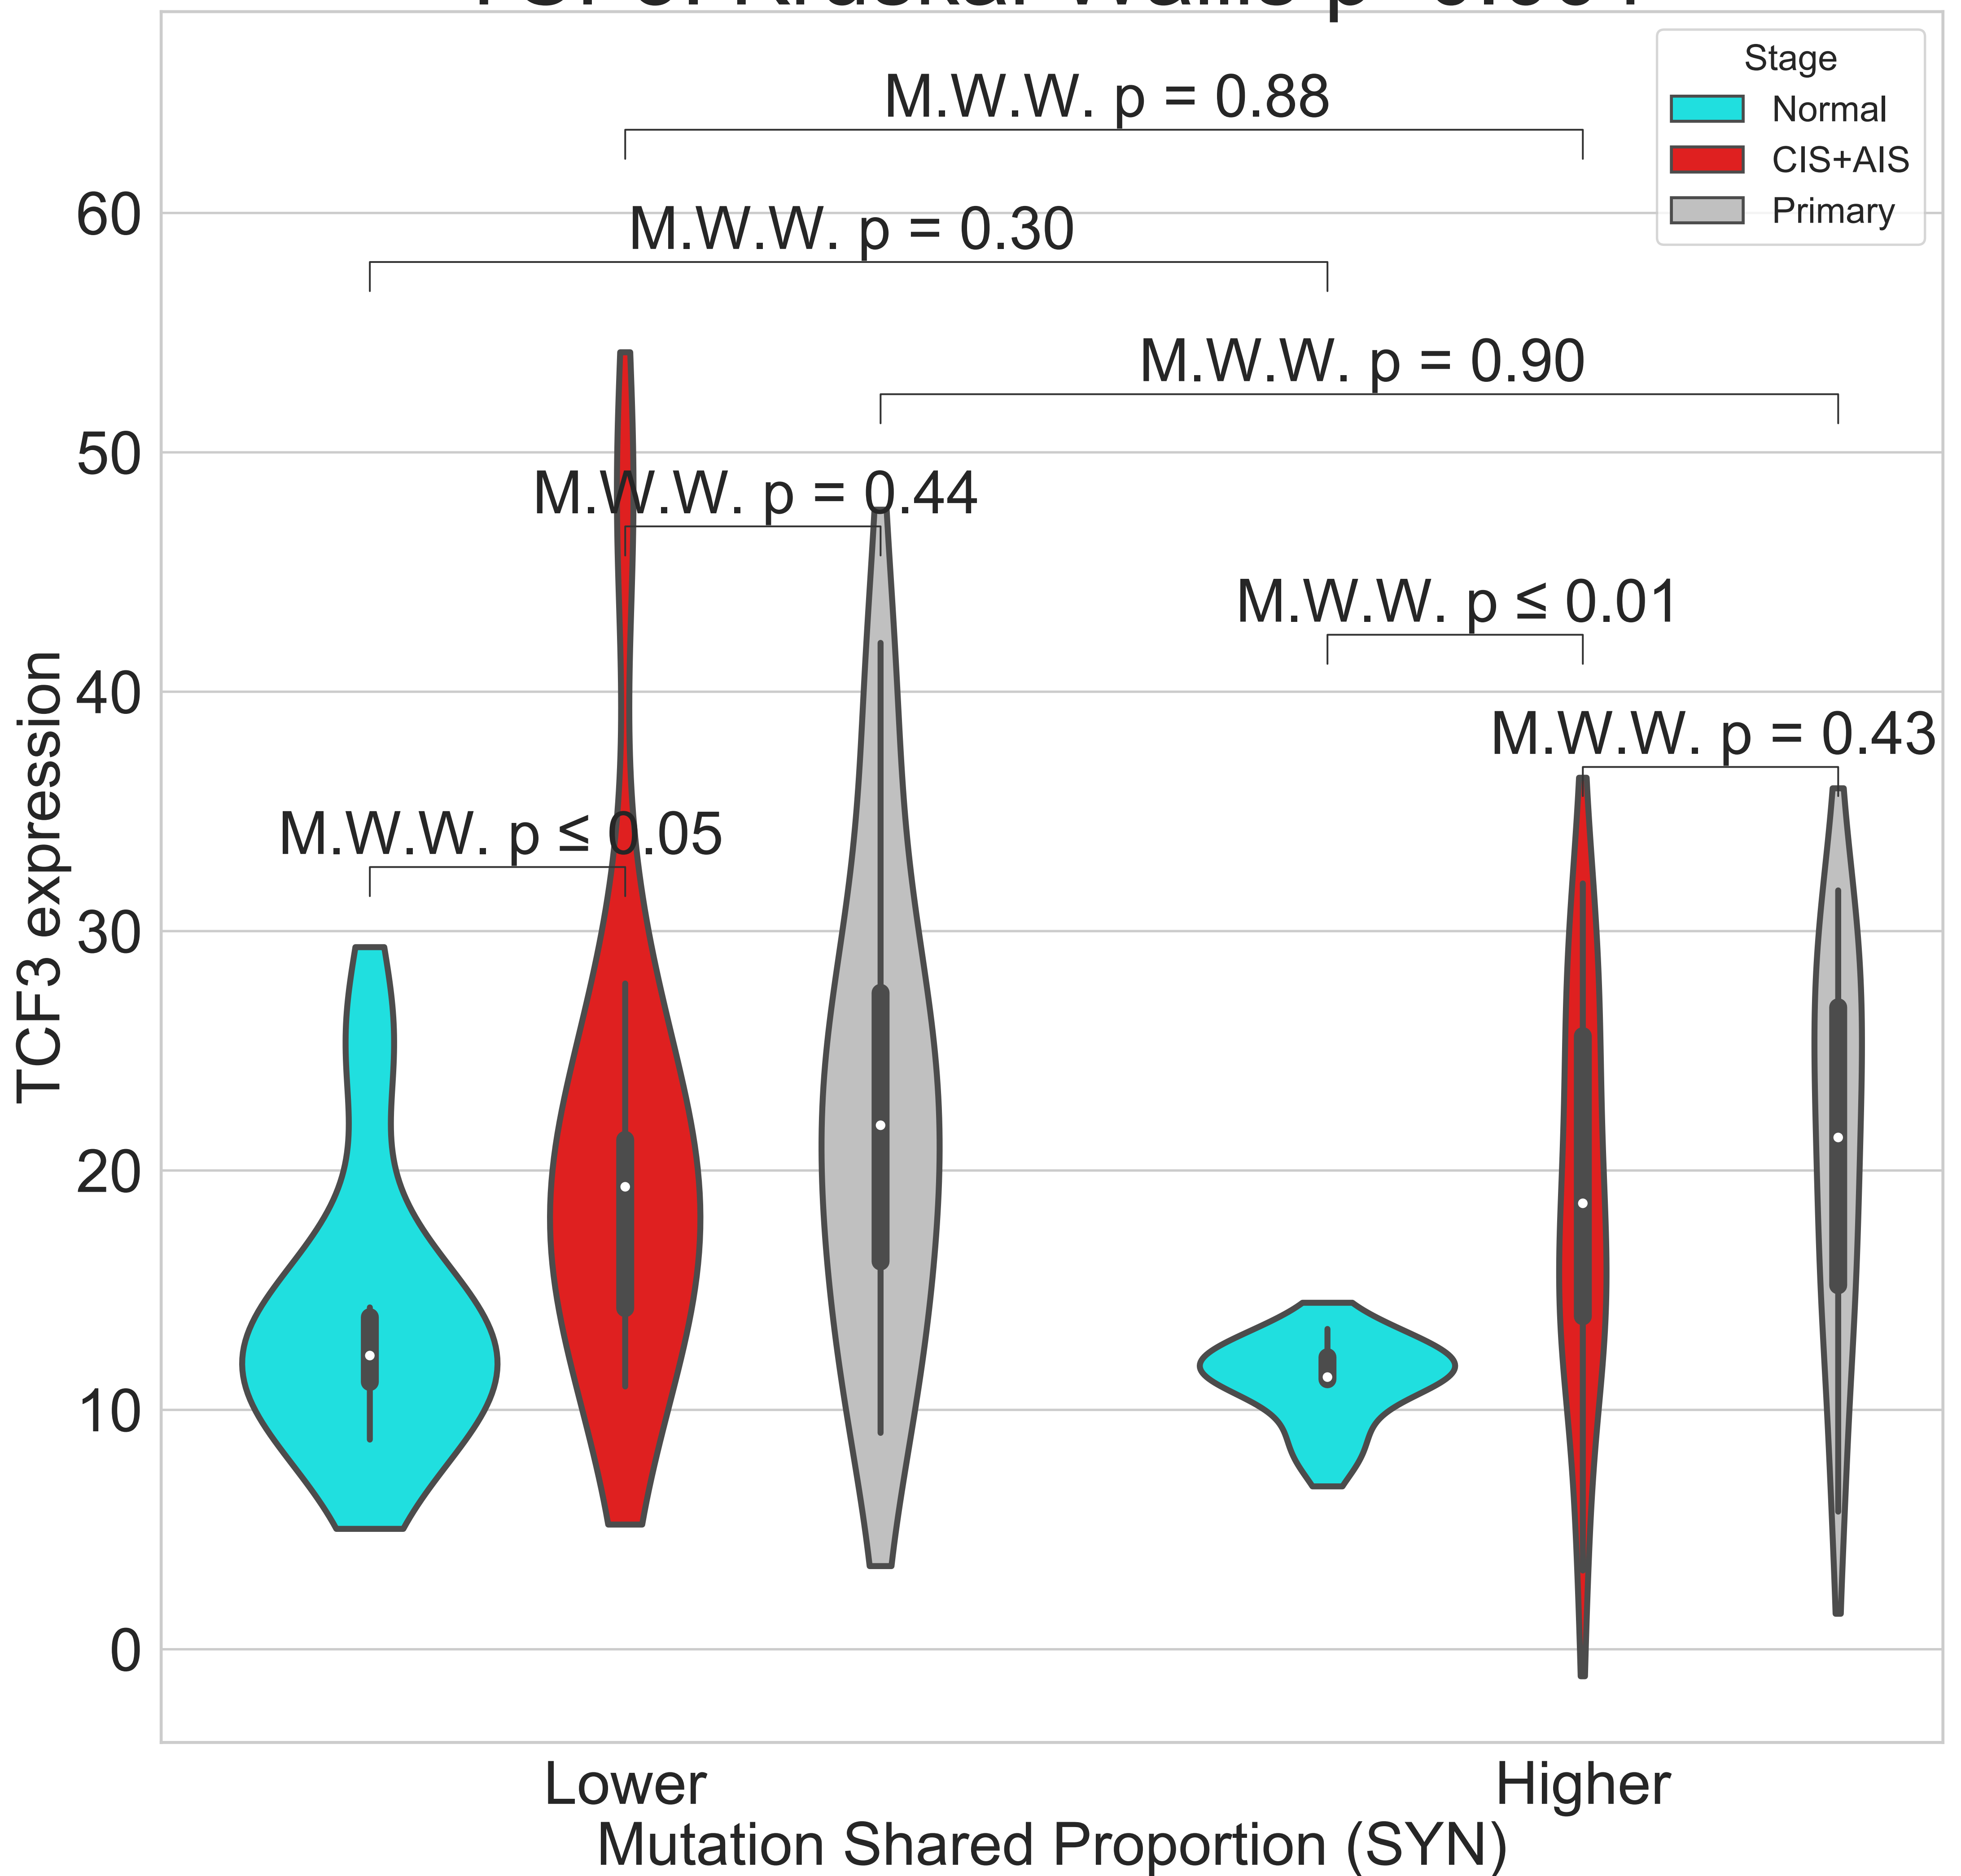 Stage
Normal
CIS+AIS
Primary
M.W.W. p = 0.88
M.W.W. p = 0.30
M.W.W. p = 0.90
M.W.W. p = 0.44
M.W.W. p ≤ 0.01
M.W.W. p = 0.43
M.W.W. p ≤ 0.05
60
50
40
30
20
10
0
TCF3 expression
Lower
Higher
Mutation Shared Proportion (SYN)